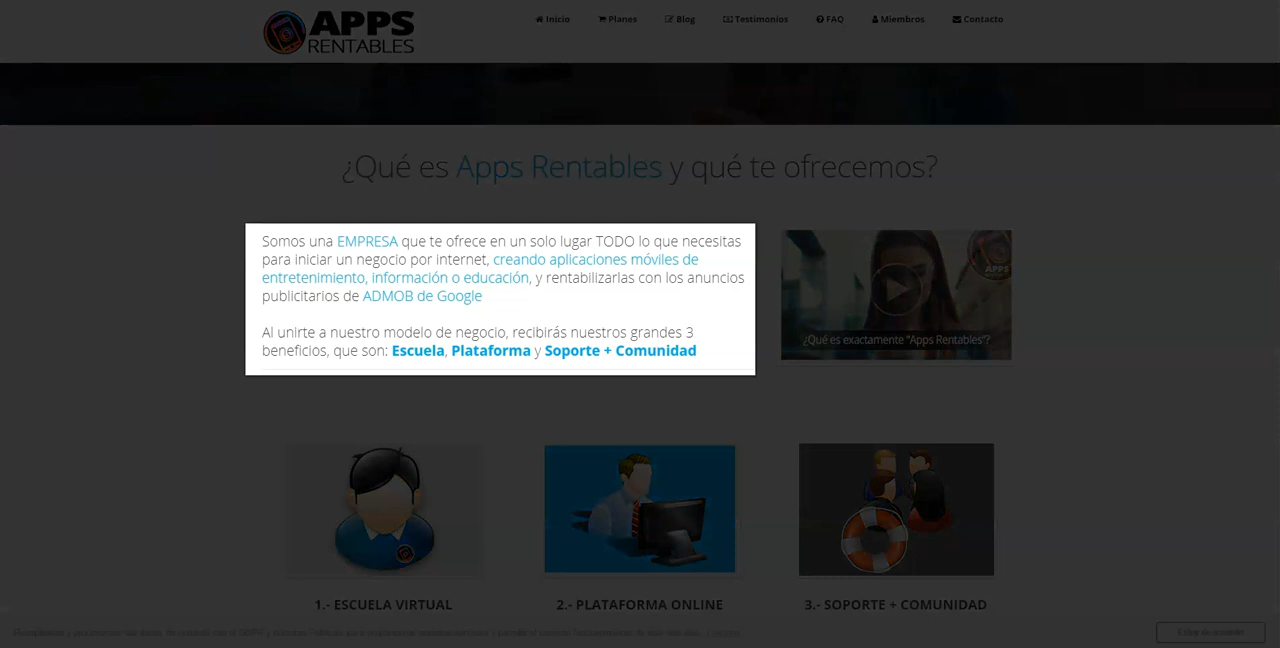 APPS
RENTABLES
Inicio
Planes
Blog
Testimonios
FAQ
Miembros
Contacto
¿Qué es Apps Rentables y qué te ofrecemos?
Somos una EMPRESA que te ofrece en un solo lugar TODO lo que necesitas
para iniciar un negocio por internet, creando aplicaciones móviles de
entretenimiento, información o educación, y rentabilizarlas con los anuncios
publicitarios de ADMOB de Google
Al unirte a nuestro modelo de negocio, recibirás nuestros grandes 3
beneficios, que son: Escuela, Plataforma y Soporte + Comunidad
APPS
¿Qué es exactamente "Apps Rentables"?
1.- ESCUELA VIRTUAL
2.- PLATAFORMA ONLINE
3.- SOPORTE + COMUNIDAD